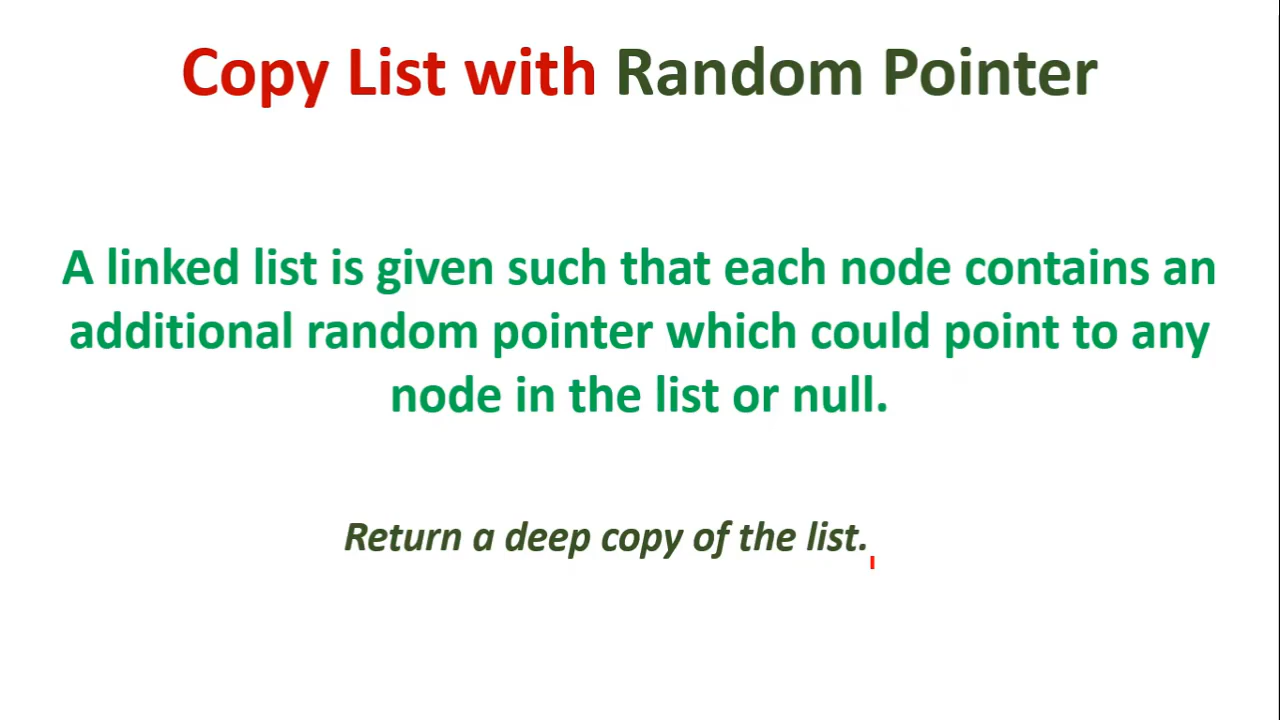 Copy List with Random Pointer
A linked list is given such that each node contains an
additional random pointer which could point to any
node in the list or null.
Return a deep copy of the list.